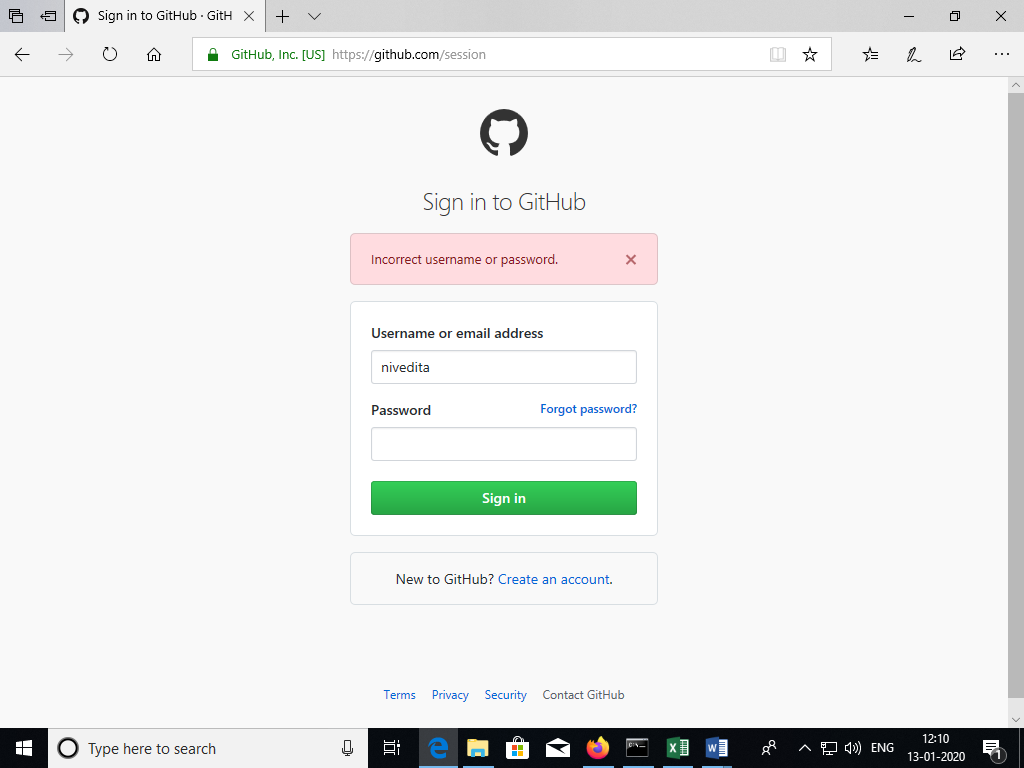 Sign in to GitHub · GitH
GitHub, Inc. [US] https://github.com/session
Sign in to GitHub
Incorrect username or password.
Username or email address
nivedita
Password Forgot password?
Sign in
New to GitHub? Create an account.
Terms Privacy Security Contact GitHub
Type here to search
ENG
12:10
13-01-2020
1